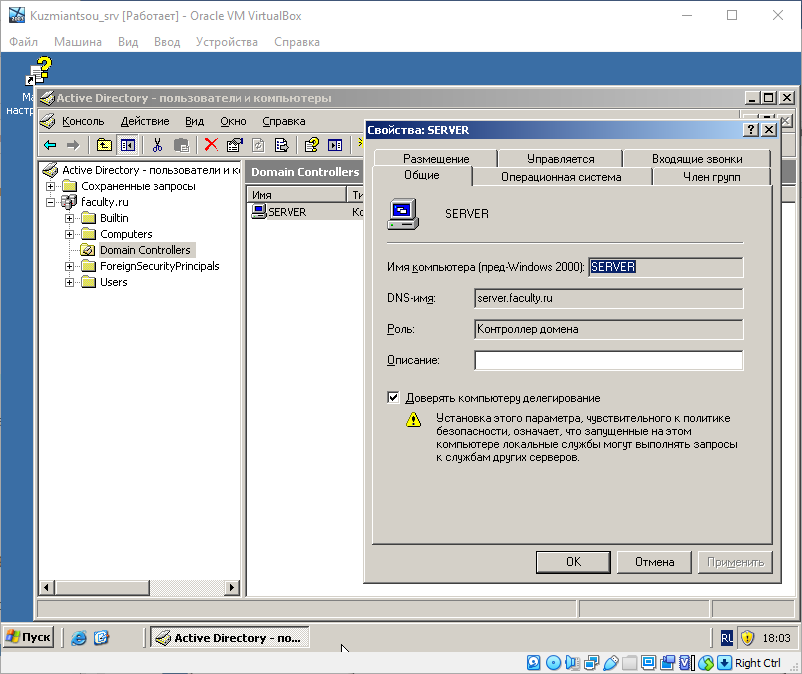 Kuzmiantsou_srv [Работает] - Oracle VM VirtualBox
Файл Машина Вид Ввод Устройства Справка
Active Directory - пользователи и компьютеры
Консоль Действие Вид Окно Справка
Active Directory - пользователи и
Сохраненные запросы
faculty.ru
Builtin
Computers
Domain Controllers
ForeignSecurityPrincipals
Users
Domain Controllers
Имя
SERVER
Свойства: SERVER
Размещение Управляется Входящие звонки
Общие Операционная система Член групп
SERVER
Имя компьютера (пред-Windows 2000): SERVER
DNS-имя: server.faculty.ru
Роль: Контроллер домена
Описание:
Доверять компьютеру делегирование
Установка этого параметра, чувствительного к политике
безопасности, означает, что запущенные на этом
компьютере локальные службы могут выполнять запросы
к службам других серверов.
OK Отмена Применить
Пуск Active Directory - по... RL 18:03
Right Ctrl